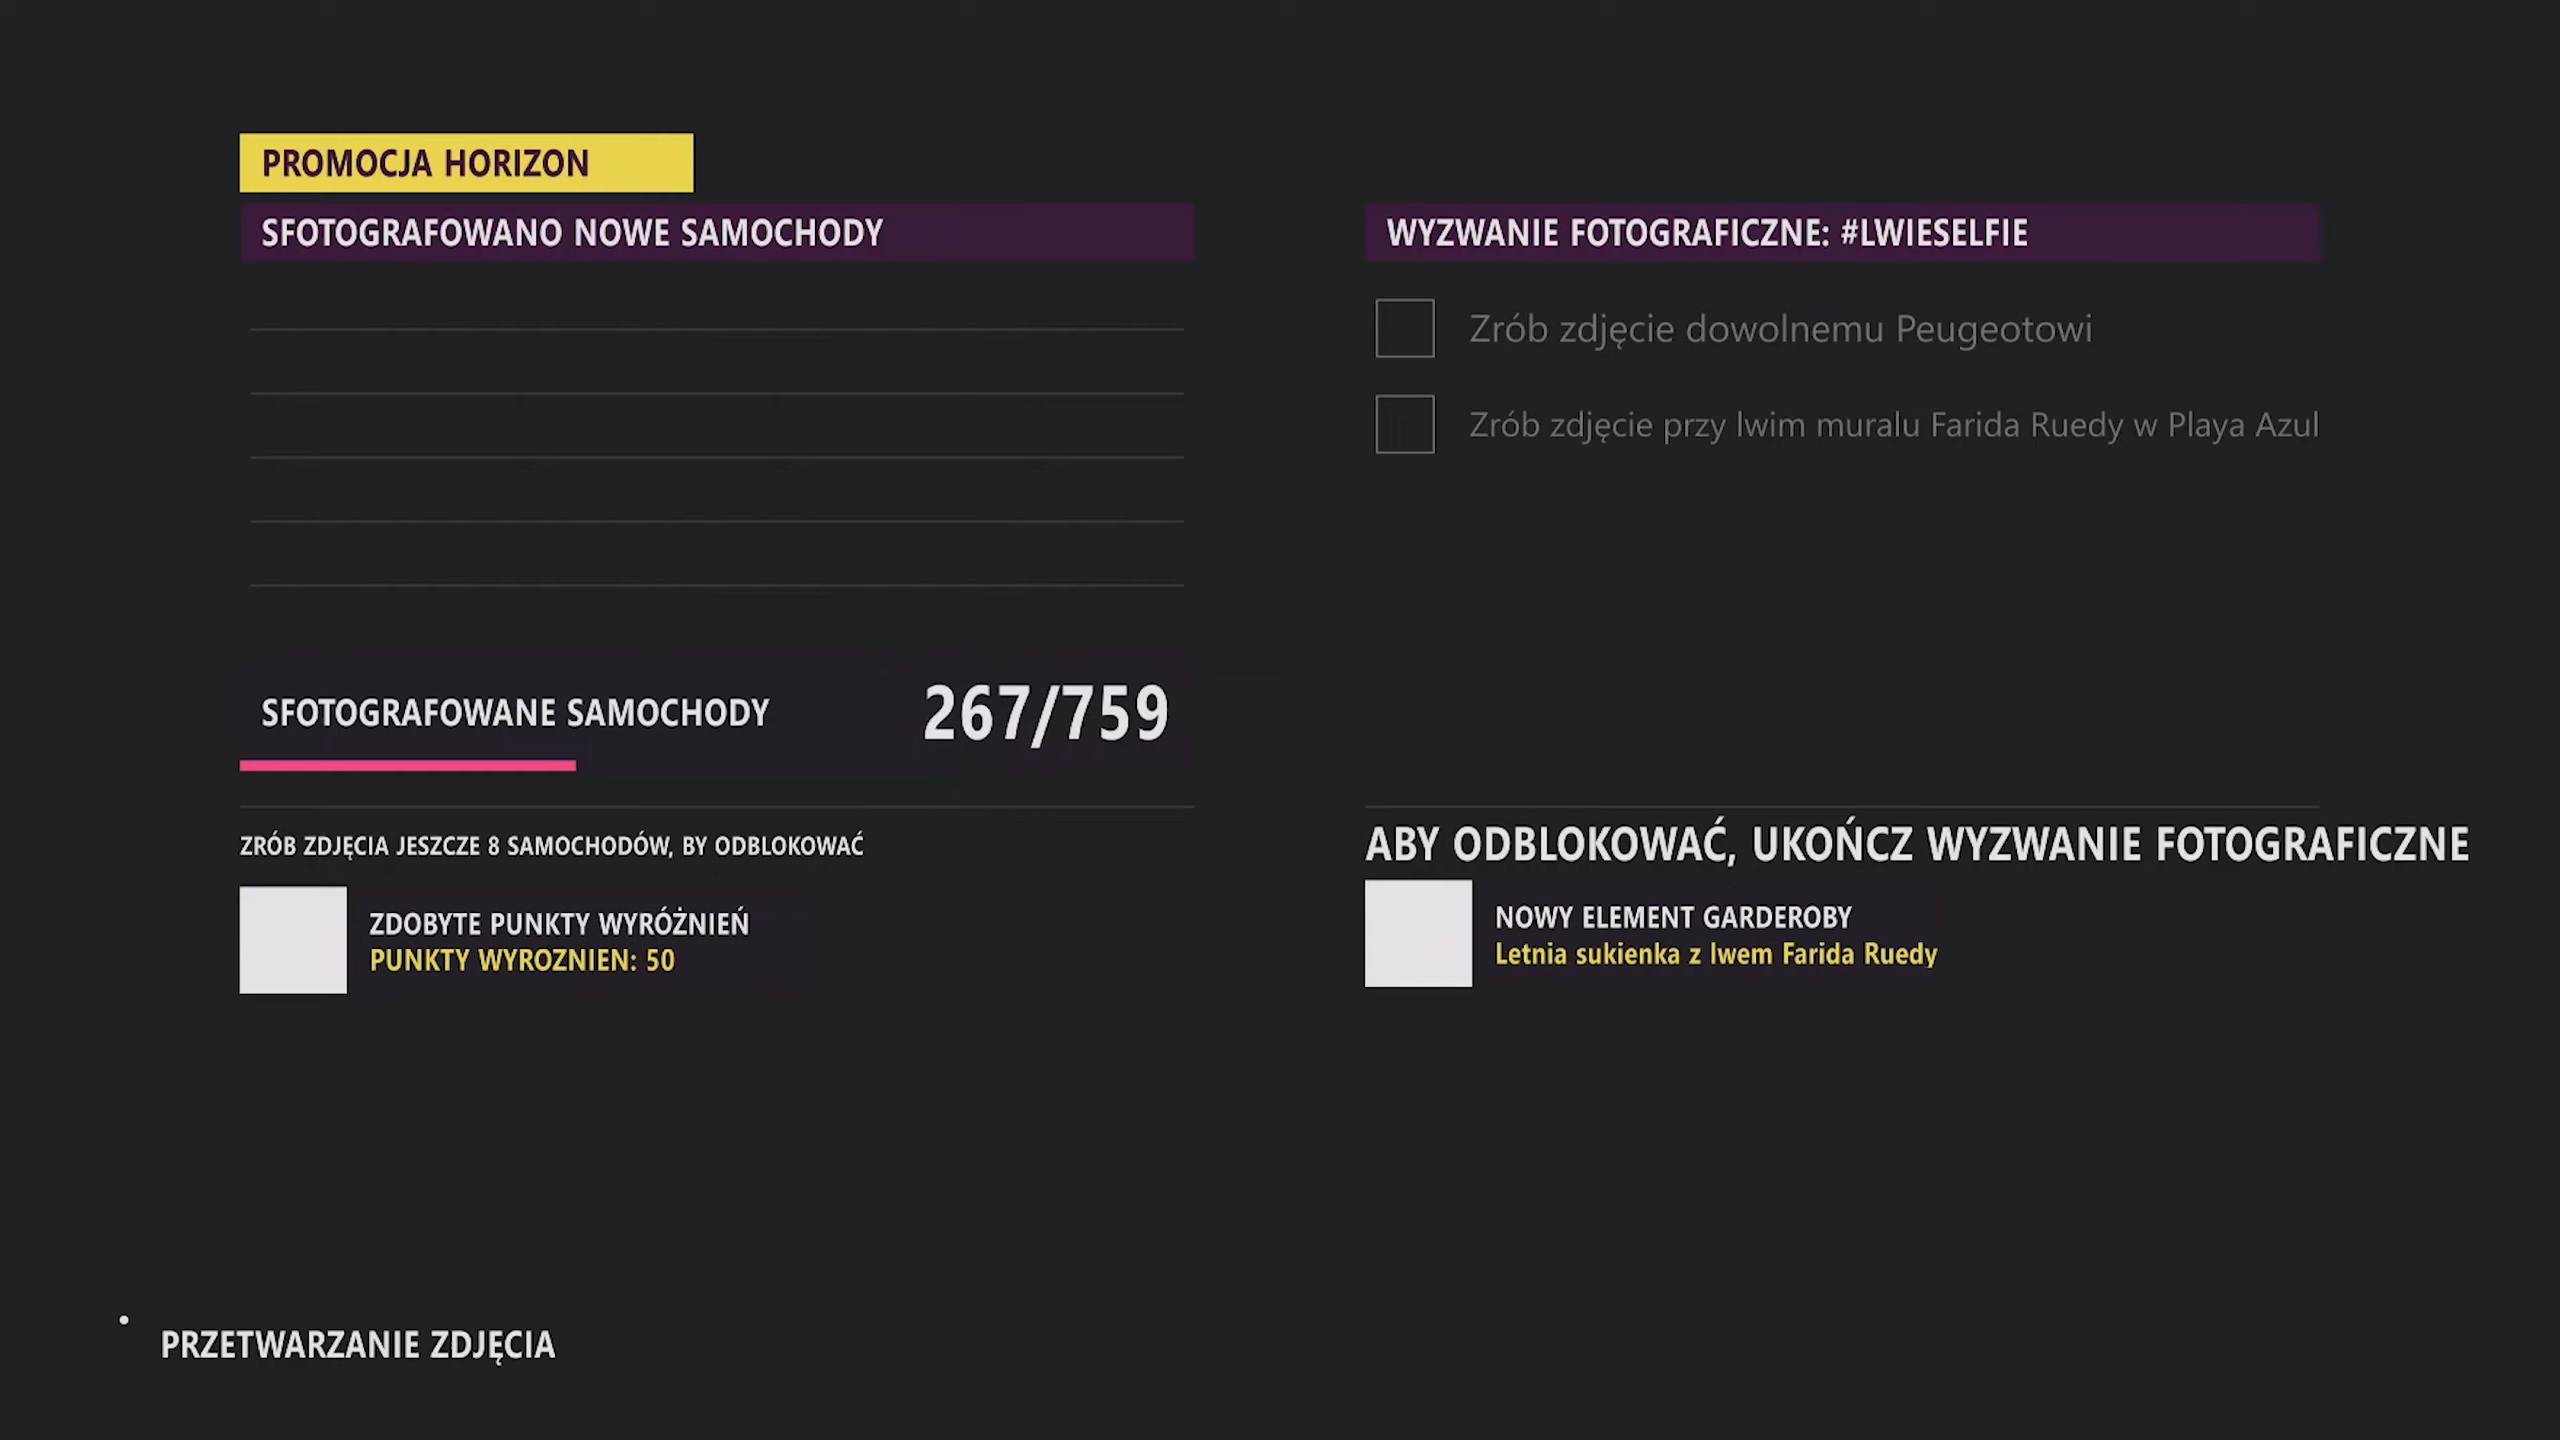 PROMOCJA HORIZON
SFOTOGRAFOWANO NOWE SAMOCHODY
SFOTOGRAFOWANE SAMOCHODY 267/759
ZRÓB ZDJĘCIA JESZCZE 8 SAMOCHODÓW, BY ODBLOKOWAĆ
ZDOBYTE PUNKTY WYRÓŻNIEŃ
PUNKTY WYROZNIEN: 50
WYZWANIE FOTOGRAFICZNE: #LWIESELFIE
Zrób zdjęcie dowolnemu Peugeotowi
Zrób zdjęcie przy lwim muralu Farida Ruedy w Playa Azul
ABY ODBLOKOWAĆ, UKOŃCZ WYZWANIE FOTOGRAFICZNE
NOWY ELEMENT GARDEROBY
Letnia sukienka z lwem Farida Ruedy
PRZETWARZANIE ZDJĘCIA